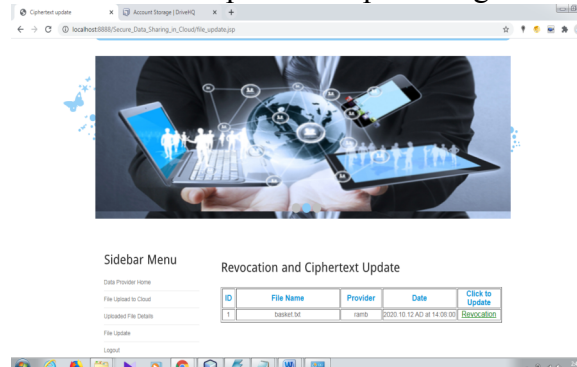 Ciphertext update
Account Storage | DriveHQ
localhost:8888/Secure_Data_Sharing_in_Cloud/file_update.jsp
Sidebar Menu
Data Provider Home
File Upload to Cloud
Uploaded File Details
File Update
Logout
Revocation and Ciphertext Update
ID File Name Provider Date Click to
Update
1 basket.txt ramb 2020.10.12 AD at 14:06:00 Revocation